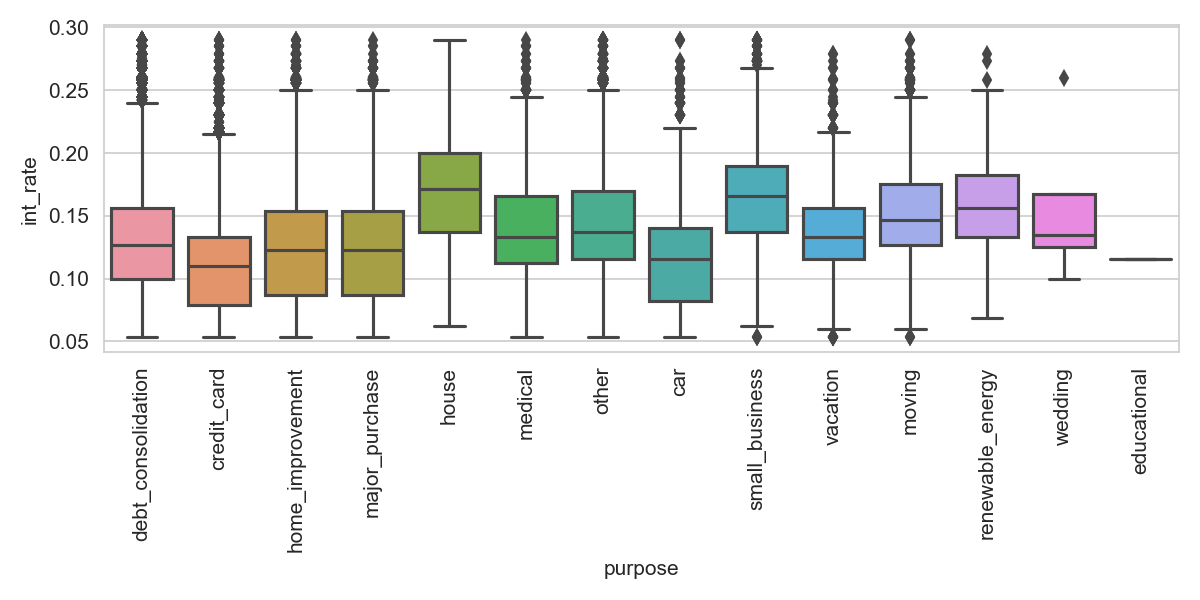 0.30
0.25
0.20
0.15
0.10
0.05
int_rate
debt_consolidation
credit_card
home_improvement
major_purchase
house
medical
other
car
small_business
vacation
moving
renewable_energy
wedding
educational
purpose